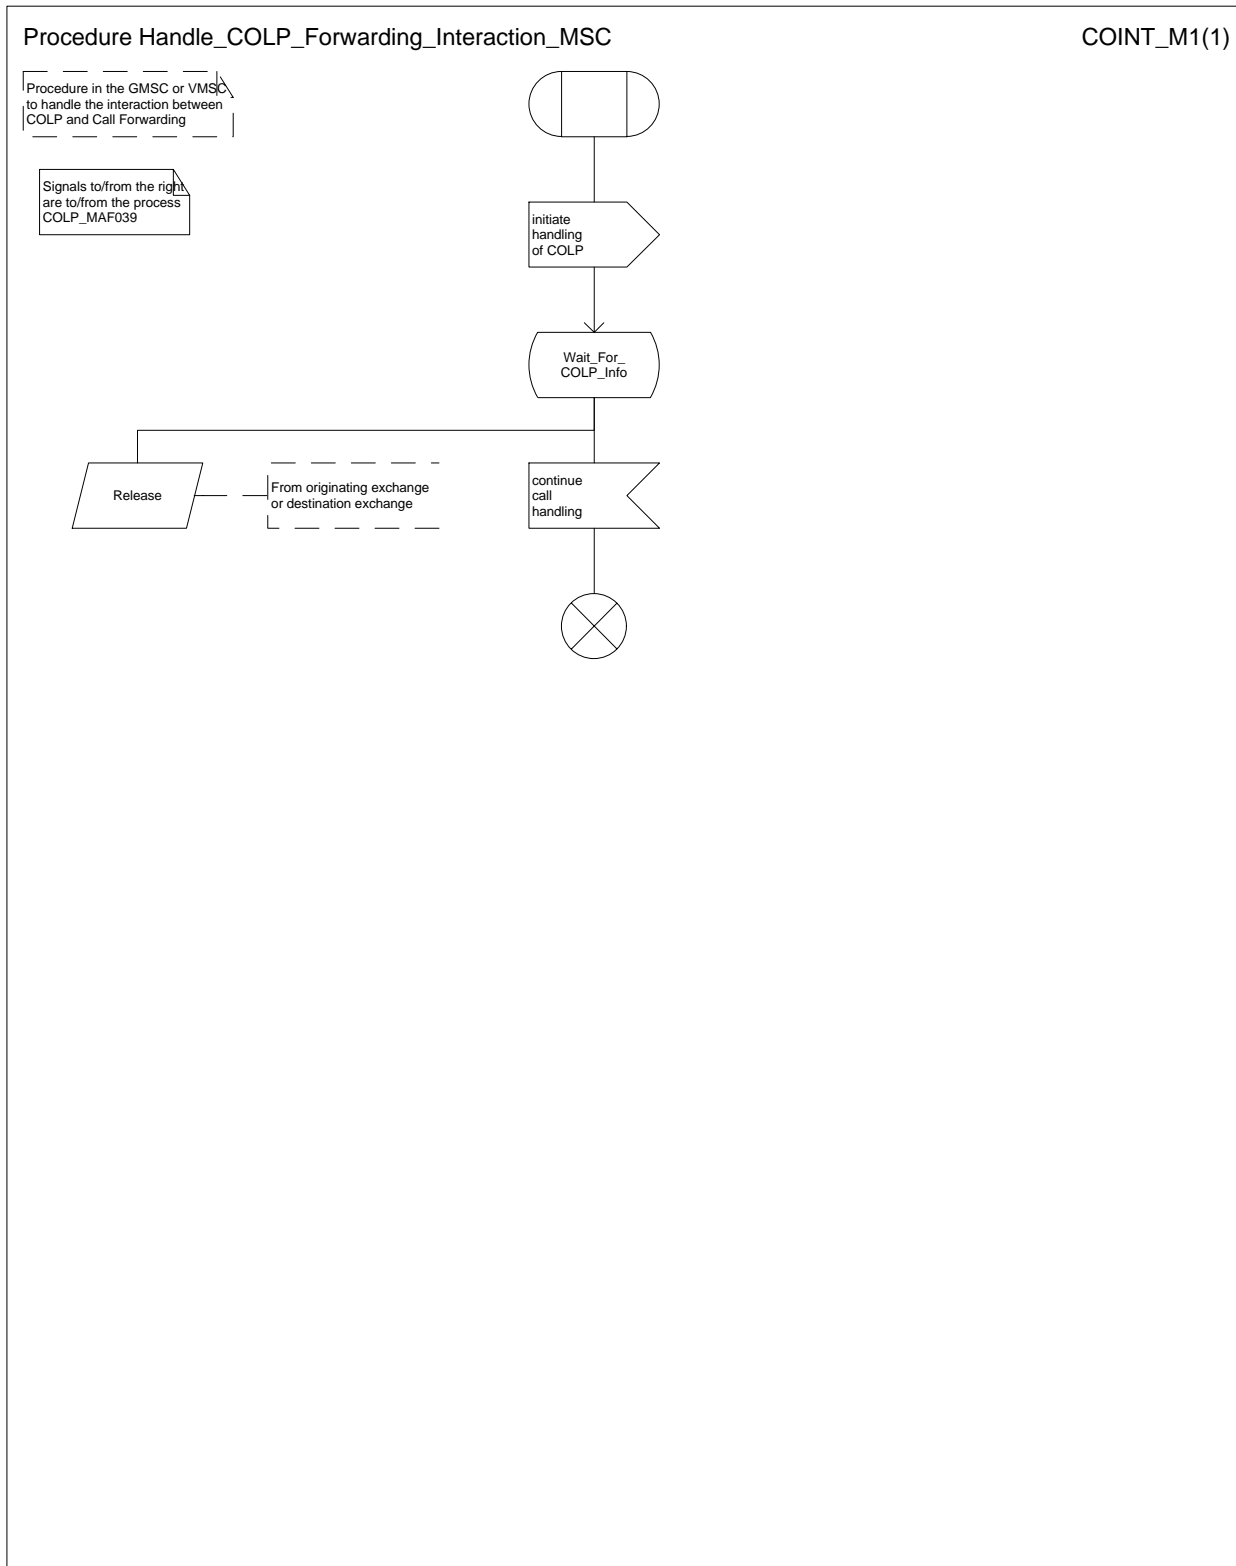 Procedure Handle_COLP_Forwarding_Interaction_MSC
COINT_M1(1)
Procedure in the GMSC or VMSC
to handle the interaction between
COLP and Call Forwarding
Signals to/from the right
are to/from the process
COLP_MAF039
initiate
handling
of COLP
Wait_For_
COLP_Info
Release
From originating exchange
or destination exchange
continue
call
handling